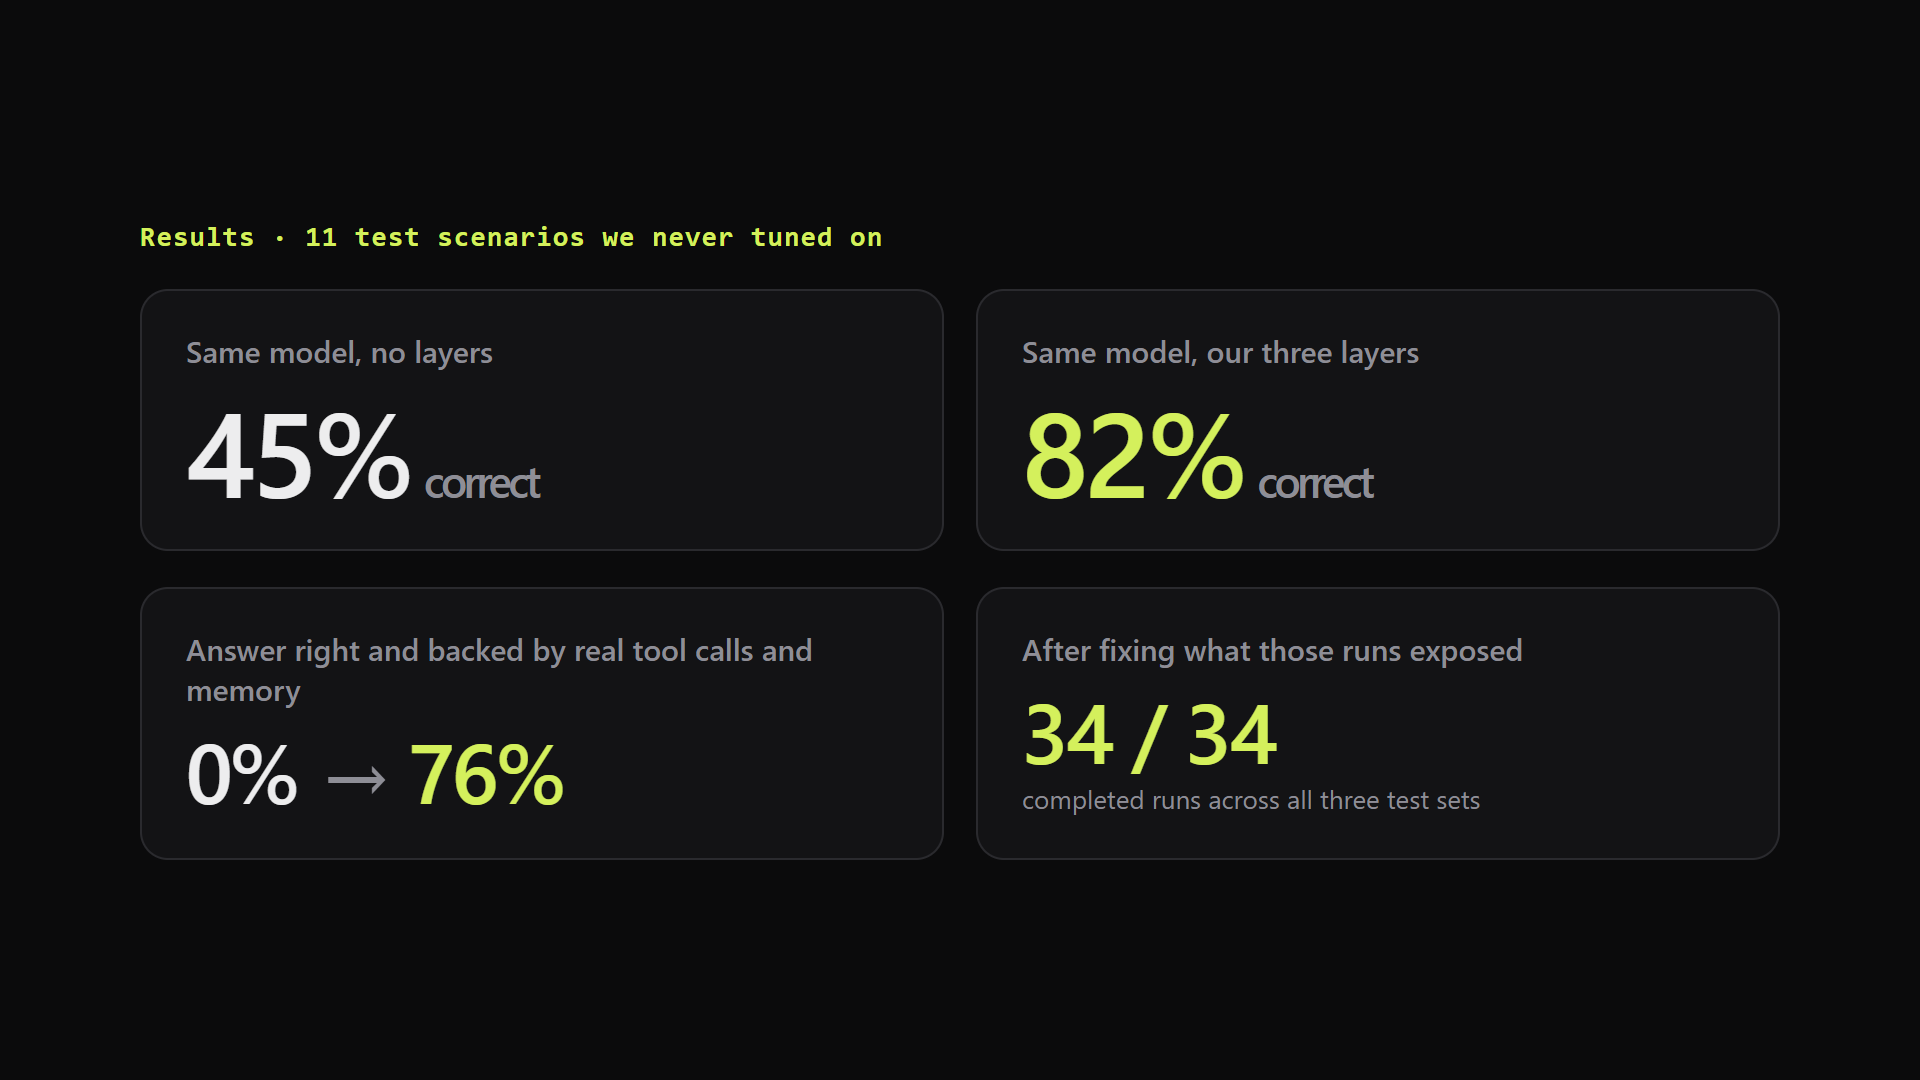 Results · 11 test scenarios we never tuned on
Same model, no layers
45% correct
Same model, our three layers
82% correct
Answer right and backed by real tool calls and
memory
0% → 76%
After fixing what those runs exposed
34 / 34
completed runs across all three test sets